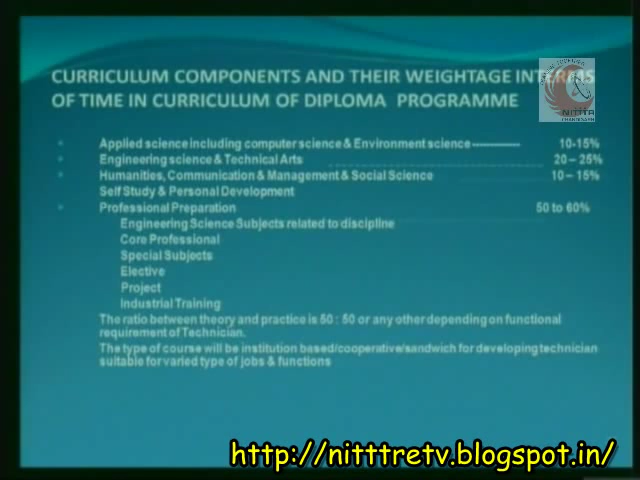 CURRICULUM COMPONENTS AND THEIR WEIGHTAGE IN TERMS
OF TIME IN CURRICULUM OF DIPLOMA PROGRAMME
NITTTR
CHANDIGARH
Applied science including computer science & Environment science------------- 10-15%
Engineering science & Technical Arts 20 – 25%
Humanities, Communication & Management & Social Science 10 – 15%
Self Study & Personal Development
Professional Preparation 50 to 60%
Engineering Science Subjects related to discipline
Core Professional
Special Subjects
Elective
Project
Industrial Training
The ratio between theory and practice is 50 : 50 or any other depending on functional
requirement of Technician.
The type of course will be institution based/cooperative/sandwich for developing technician
suitable for varied type of jobs & functions
http://nitttretv.blogspot.in/